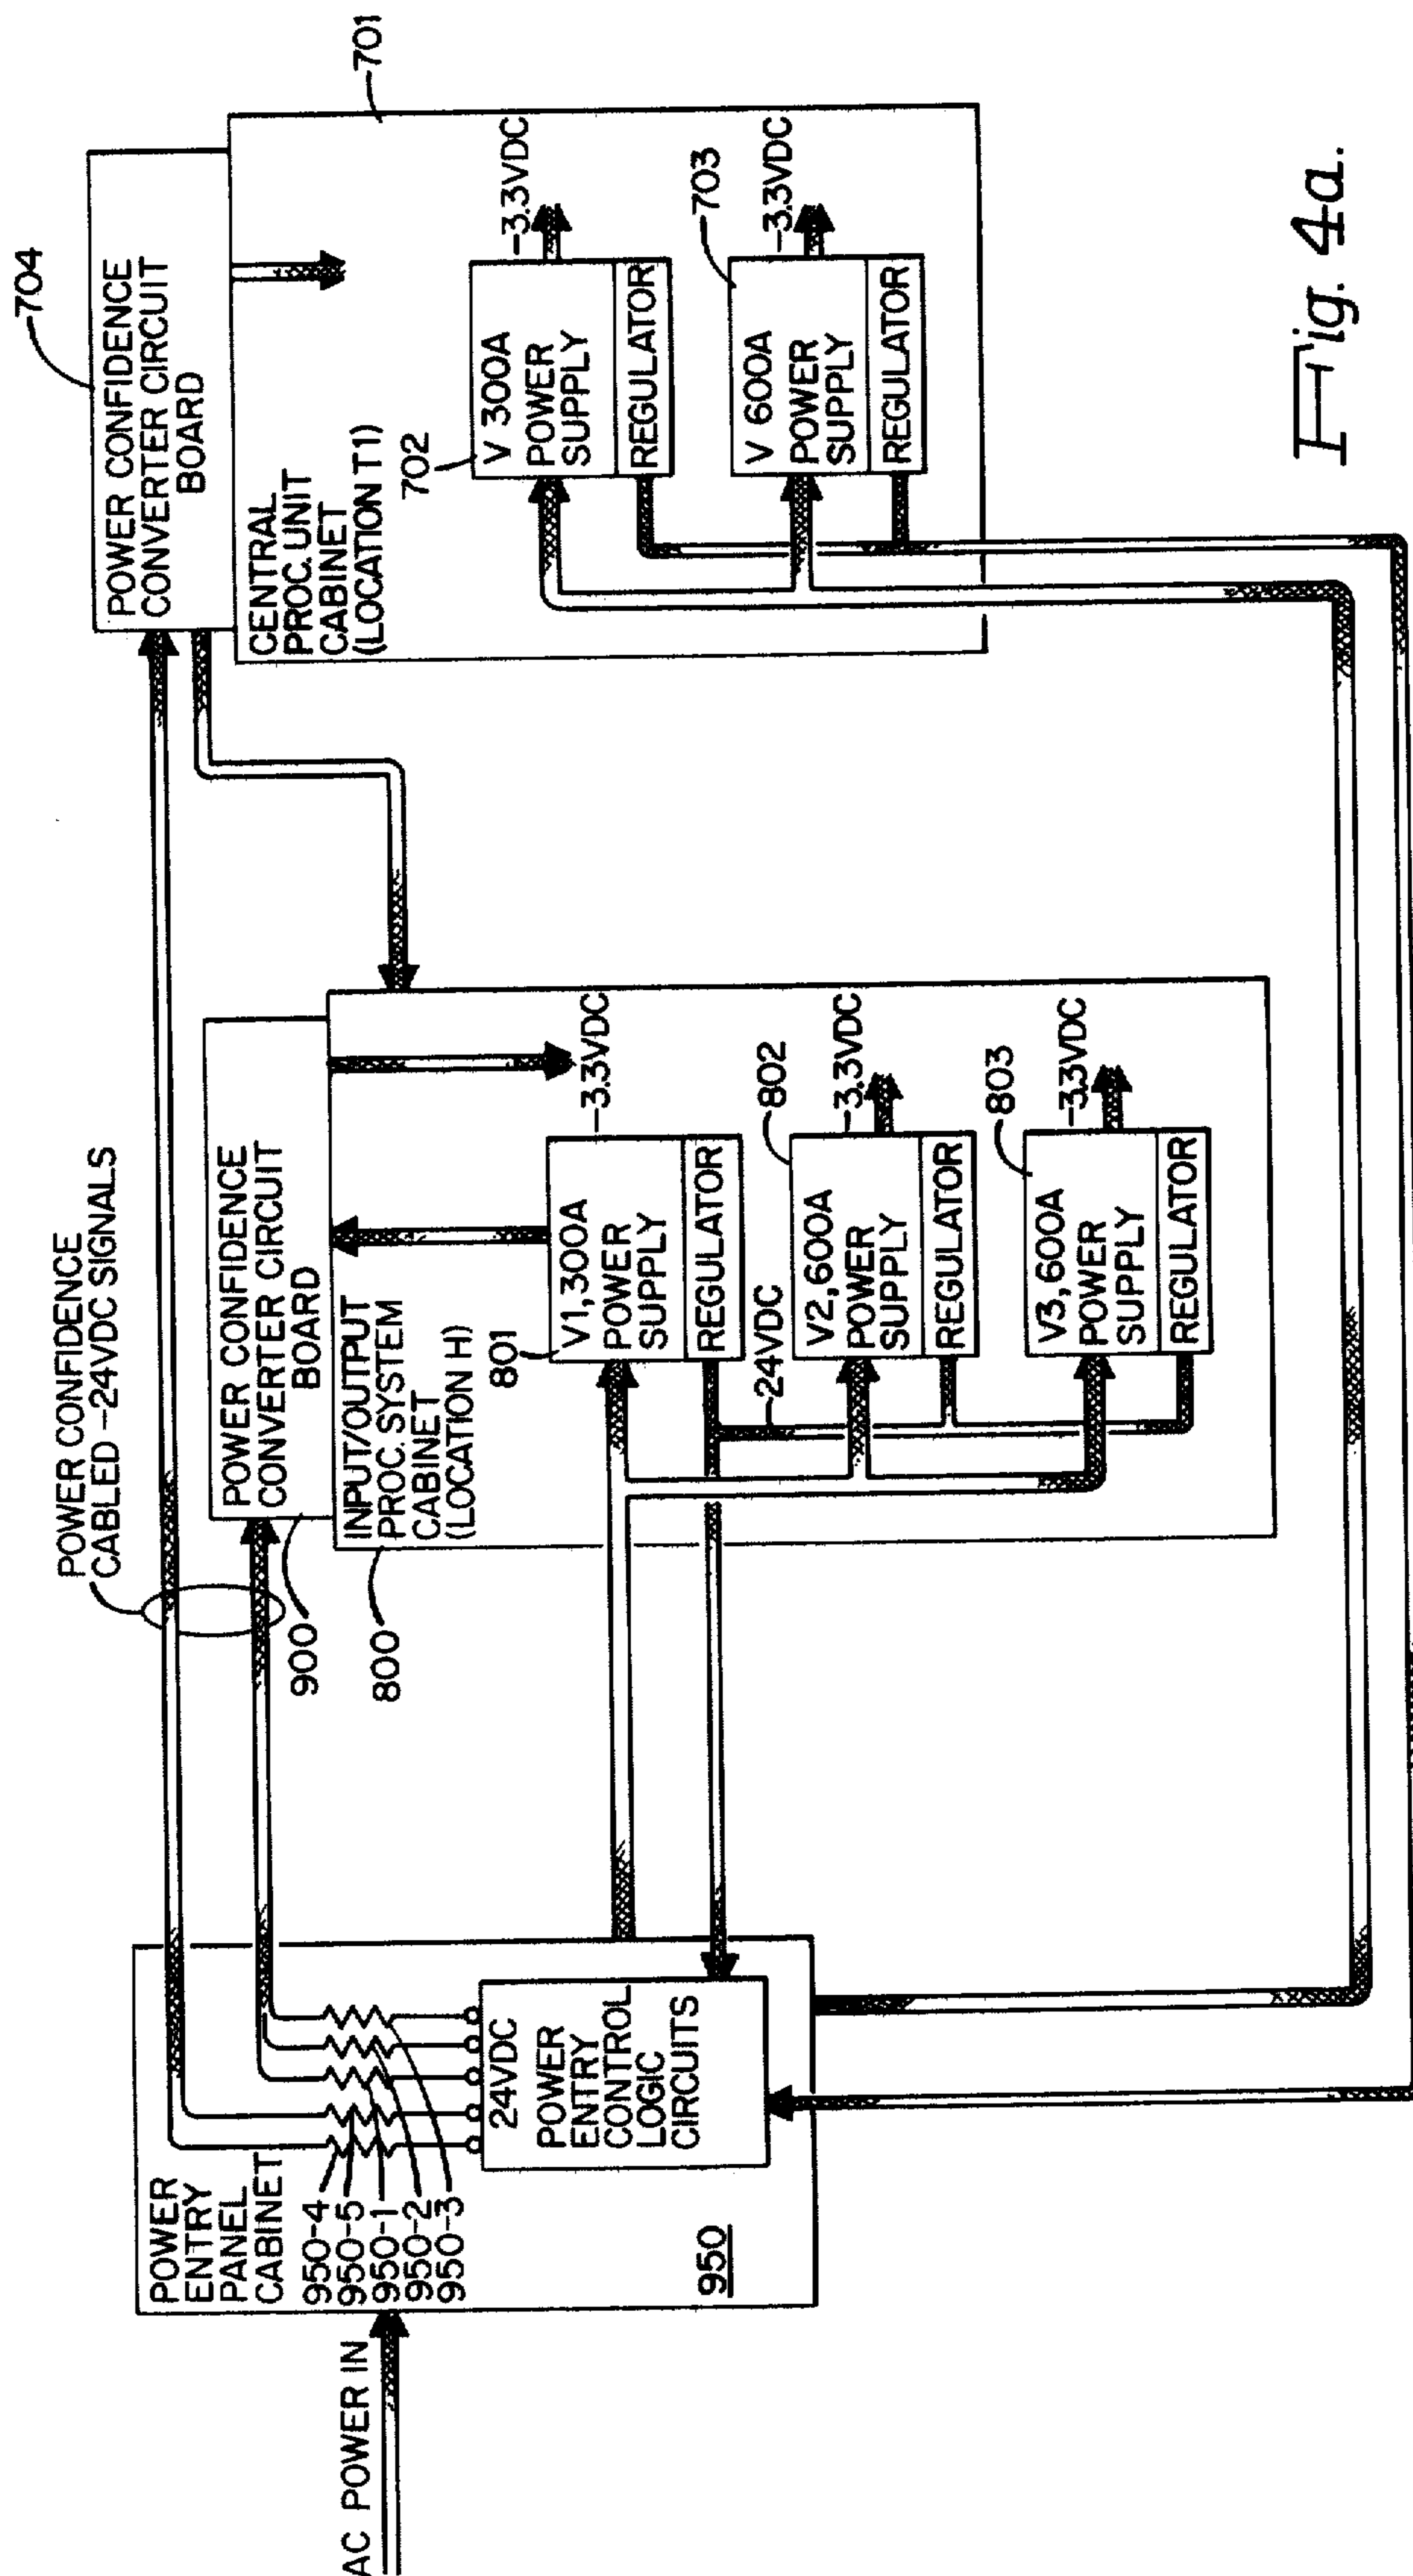 AC POWER IN
POWER
ENTRY
PANEL
CABINET
950-4
950-5
950-1
950-2
950-3
24VDC
POWER
ENTRY
CONTROL
LOGIC
CIRCUITS
950
POWER CONFIDENCE
CABLED -24VDC SIGNALS
900
POWER CONFIDENCE
CONVERTER CIRCUIT
BOARD
800
INPUT/OUTPUT
PROC. SYSTEM
CABINET
(LOCATION H)
801
V1,300A
POWER
SUPPLY
REGULATOR
-3.3VDC
24VDC
802
V2,600A
POWER
SUPPLY
REGULATOR
-3.3VDC
803
V3,600A
POWER
SUPPLY
REGULATOR
-3.3VDC
704
POWER CONFIDENCE
CONVERTER CIRCUIT
BOARD
701
CENTRAL
PROC. UNIT
CABINET
(LOCATION T1)
702
V 300A
POWER
SUPPLY
REGULATOR
-3.3VDC
703
V 600A
POWER
SUPPLY
REGULATOR
-3.3VDC
Fig. 4a.